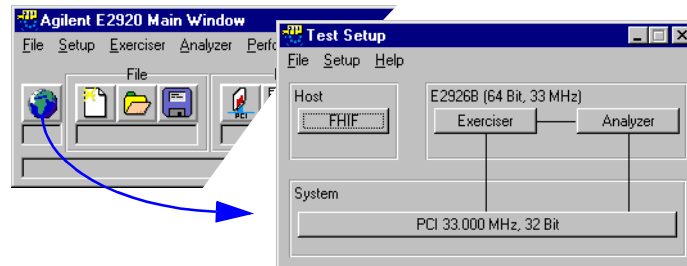 Agilent E2920 Main Window
File Setup Exerciser Analyzer
File
PCI
Test Setup
File Setup Help
Host
FHIF
E2926B (64 Bit, 33 MHz)
Exerciser
Analyzer
System
PCI 33.000 MHz, 32 Bit